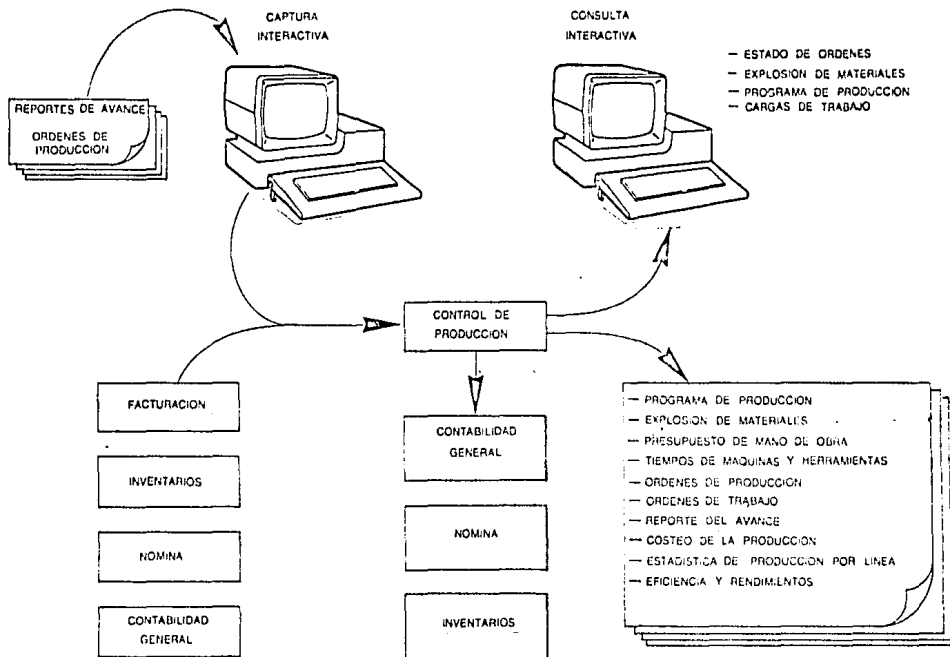 CAPTURA
INTERACTIVA
CONSULTA
INTERACTIVA
— ESTADO DE ORDENES
— EXPLOSION DE MATERIALES
— PROGRAMA DE PRODUCCION
— CARGAS DE TRABAJO
REPORTES DE AVANCE
ORDENES DE
PRODUCCION
CONTROL DE
PRODUCCION
FACTURACION
INVENTARIOS
NOMINA
CONTABILIDAD
GENERAL
CONTABILIDAD
GENERAL
NOMINA
INVENTARIOS
— PROGRAMA DE PRODUCCION
— EXPLOSION DE MATERIALES
— PRESUPUESTO DE MANO DE OBRA
— TIEMPOS DE MAQUINAS Y HERRAMIENTAS
— ORDENES DE PRODUCCION
— ORDENES DE TRABAJO
— REPORTE DEL AVANCE
— COSTEO DE LA PRODUCCION
— ESTADISTICA DE PRODUCCION POR LINEA
— EFICIENCIA Y RENDIMIENTOS